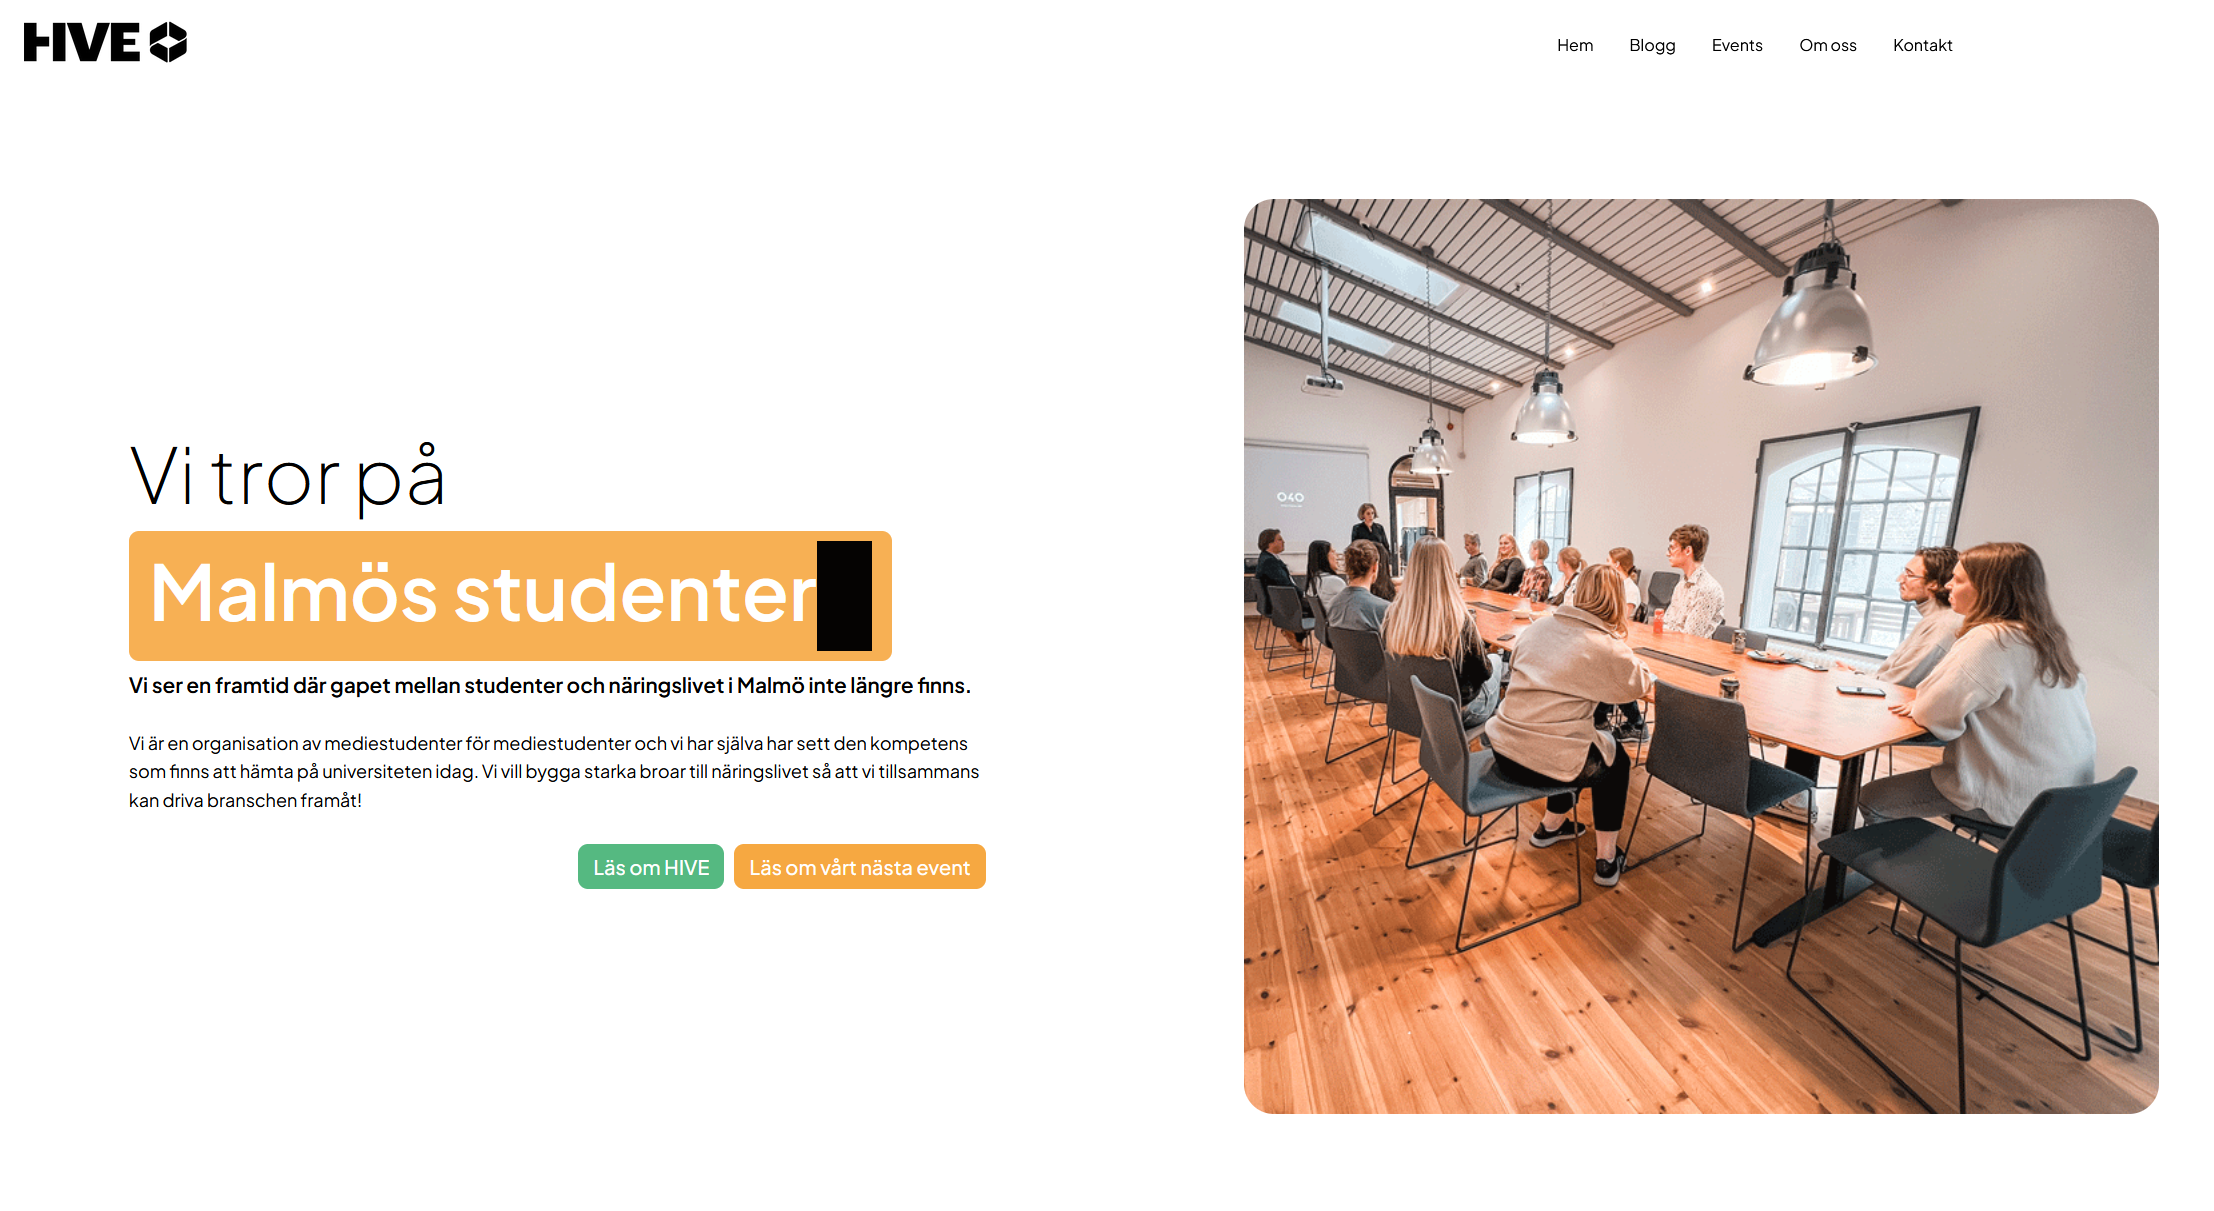 HIVE
Hem
Blogg
Events
Om oss
Kontakt
Vi tror på
Malmös studenter
Vi ser en framtid där gapet mellan studenter och näringslivet i Malmö inte längre finns.
Vi är en organisation av mediestudenter för mediestudenter och vi har själva har sett den kompetens
som finns att hämta på universiteten idag. Vi vill bygga starka broar till näringslivet så att vi tillsammans
kan driva branschen framåt!
Läs om HIVE
Läs om vårt nästa event
040